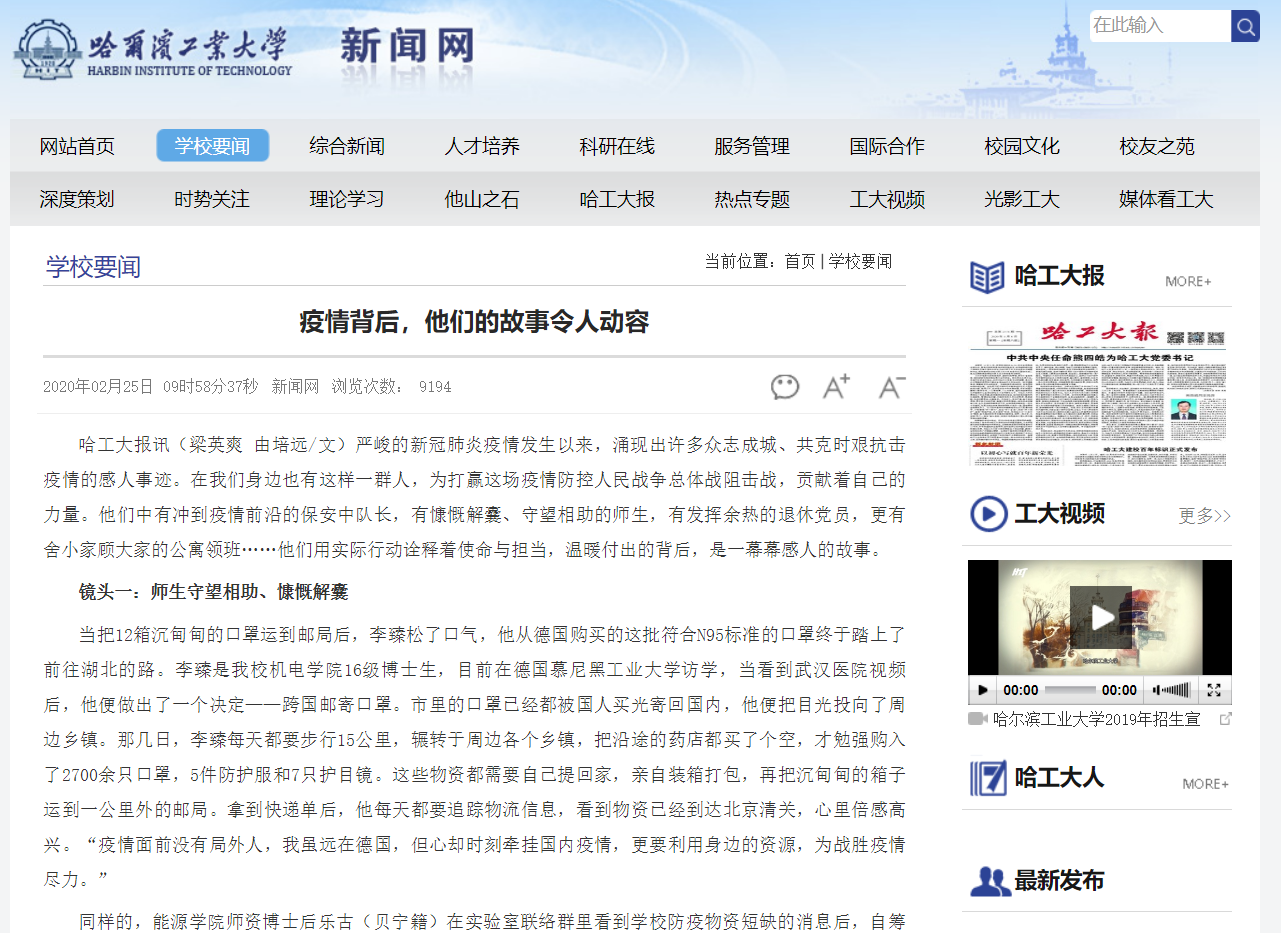 哈爾濱工業大學
HARBIN INSTITUTE OF TECHNOLOGY
新闻网
在此输入
网站首页 学校要闻 综合新闻 人才培养 科研在线 服务管理 国际合作 校园文化 校友之苑
深度策划 时势关注 理论学习 他山之石 哈工大报 热点专题 工大视频 光影工大 媒体看工大
学校要闻
当前位置：首页 | 学校要闻
疫情背后，他们的故事令人动容
2020年02月25日 09时58分37秒 新闻网 浏览次数： 9194
A+ A-
哈工大报讯（梁英爽 由培远/文）严峻的新冠肺炎疫情发生以来，涌现出许多众志成城、共克时艰抗击
疫情的感人事迹。在我们身边也有这样一群人，为打赢这场疫情防控人民战争总体战阻击战，贡献着自己的
力量。他们中有冲到疫情前沿的保安中队长，有慷慨解囊、守望相助的师生，有发挥余热的退休党员，更有
舍小家顾大家的公寓领班……他们用实际行动诠释着使命与担当，温暖付出的背后，是一幕幕感人的故事。
镜头一：师生守望相助、慷慨解囊
当把12箱沉甸甸的口罩运到邮局后，李臻松了口气，他从德国购买的这批符合N95标准的口罩终于踏上了
前往湖北的路。李臻是我校机电学院16级博士生，目前在德国慕尼黑工业大学访学，当看到武汉医院视频
后，他便做出了一个决定——跨国邮寄口罩。市里的口罩已经都被国人买光寄回国内，他便把目光投向了周
边乡镇。那几日，李臻每天都要步行15公里，辗转于周边各个乡镇，把沿途的药店都买了个空，才勉强购入
了2700余只口罩，5件防护服和7只护目镜。这些物资都需要自己提回家，亲自装箱打包，再把沉甸甸的箱子
运到一公里外的邮局。拿到快递单后，他每天都要追踪物流信息，看到物资已经到达北京清关，心里倍感高
兴。“疫情面前没有局外人，我虽远在德国，但心却时刻牵挂国内疫情，更要利用身边的资源，为战胜疫情
尽力。”
同样的，能源学院师资博士后乐古（贝宁籍）在实验室联络群里看到学校防疫物资短缺的消息后，自筹
哈工大报 MORE+
哈工大报
中共中央任命熊四皓为哈工大党委书记
哈工大建校百年标识正式发布
工大视频 更多>>
HIT
00:00 00:00
哈尔滨工业大学2019年招生宣
哈工大人 MORE+
最新发布